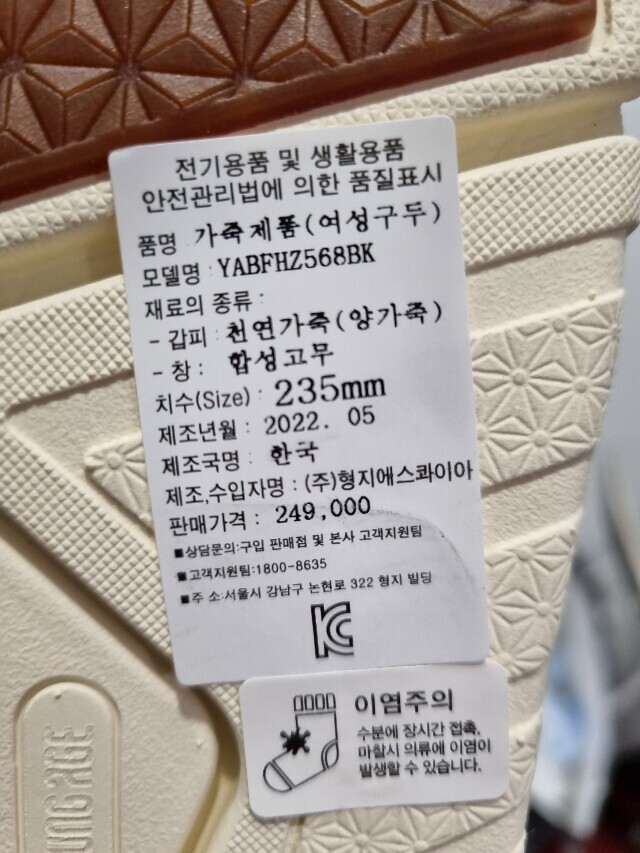 전기용품 및 생활용품
안전관리법에 의한 품질표시
품명 가죽제품(여성구두)
모델명 : YABFHZ568BK
재료의 종류 :
- 갑피 : 천연가죽(양가죽)
- 창 : 합성고무
치수(Size) : 235mm
제조년월 : 2022. 05
제조국명 : 한국
제조,수입자명 : (주)형지에스콰이아
판매가격 : 249,000
■상담문의:구입 판매점 및 본사 고객지원팀
■고객지원팀:1800-8635
■주 소:서울시 강남구 논현로 322 형지 빌딩
KC
이염주의
수분에 장시간 접촉,
마찰시 의류에 이염이
발생할 수 있습니다.